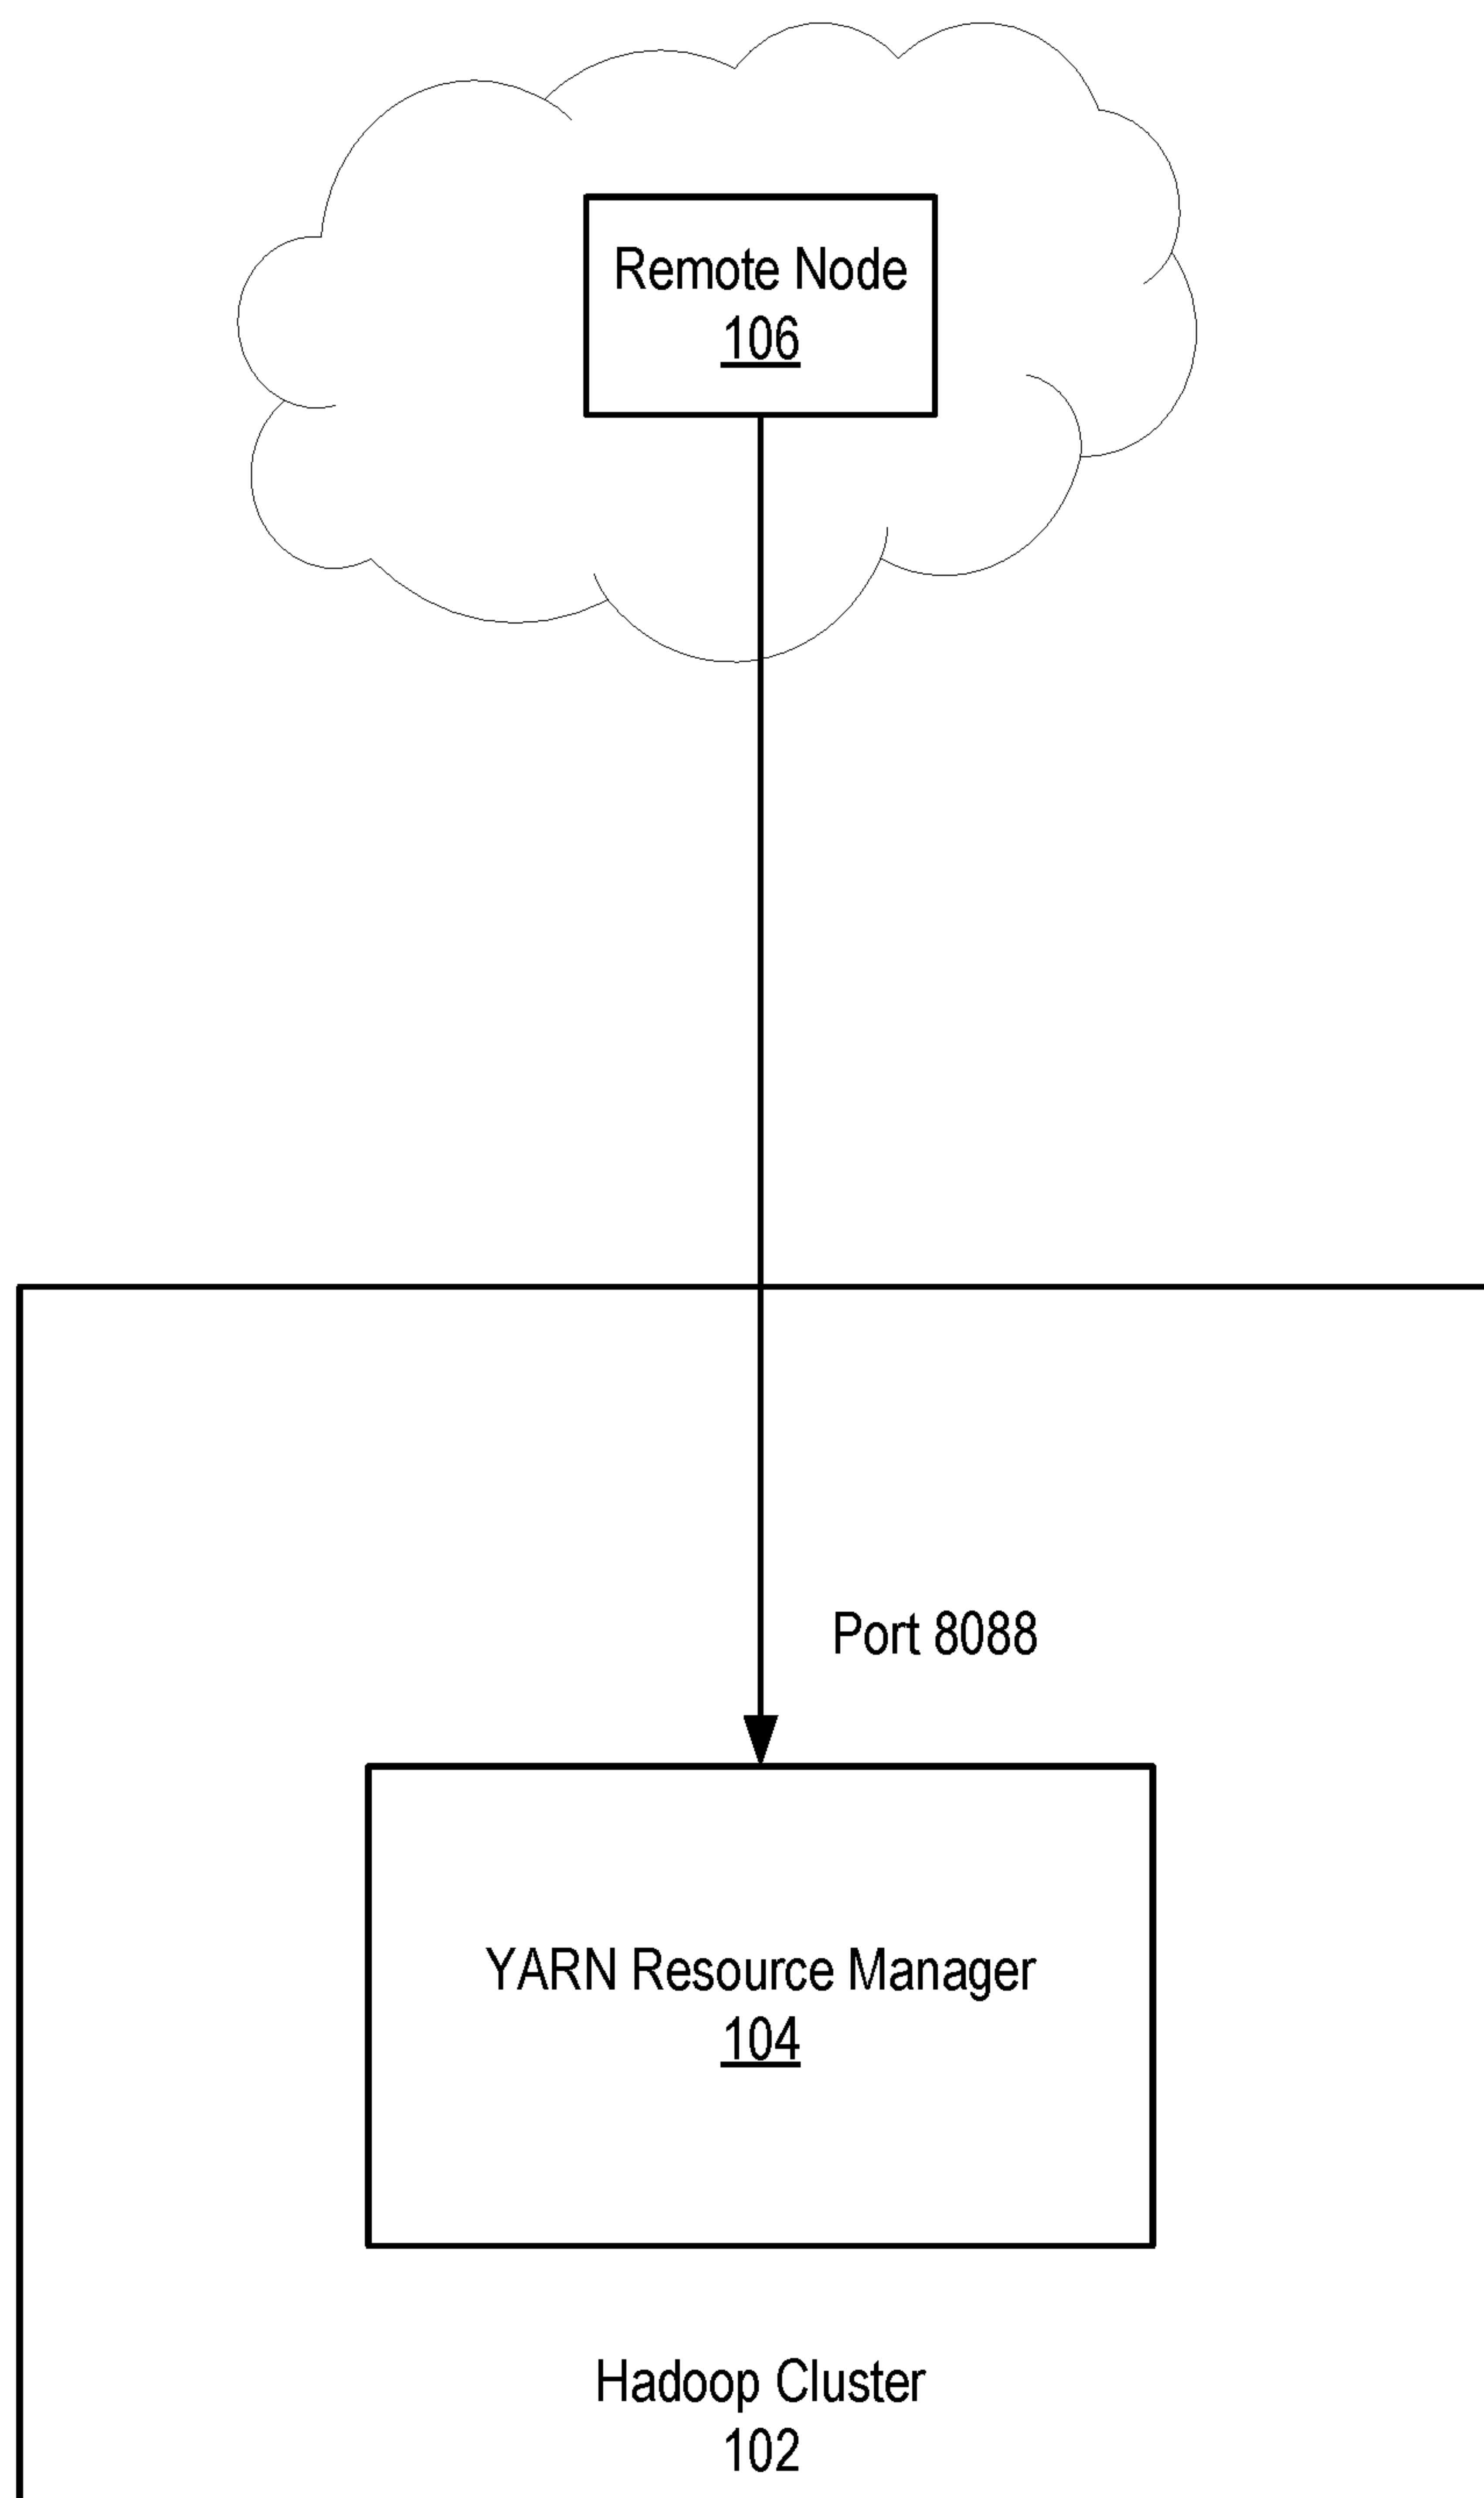 Remote Node
106
Port 8088
YARN Resource Manager
104
Hadoop Cluster
102